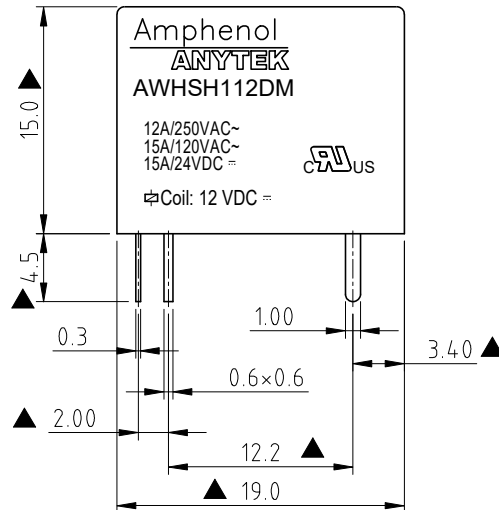 Amphenol
ANYTEK
AWHSH112DM
12A/250VAC~
15A/120VAC~
15A/24VDC ⎓
Coil: 12 VDC ⎓
C RU US
15.0
4.5
0.3
1.00
3.40
0.6×0.6
2.00
12.2
19.0